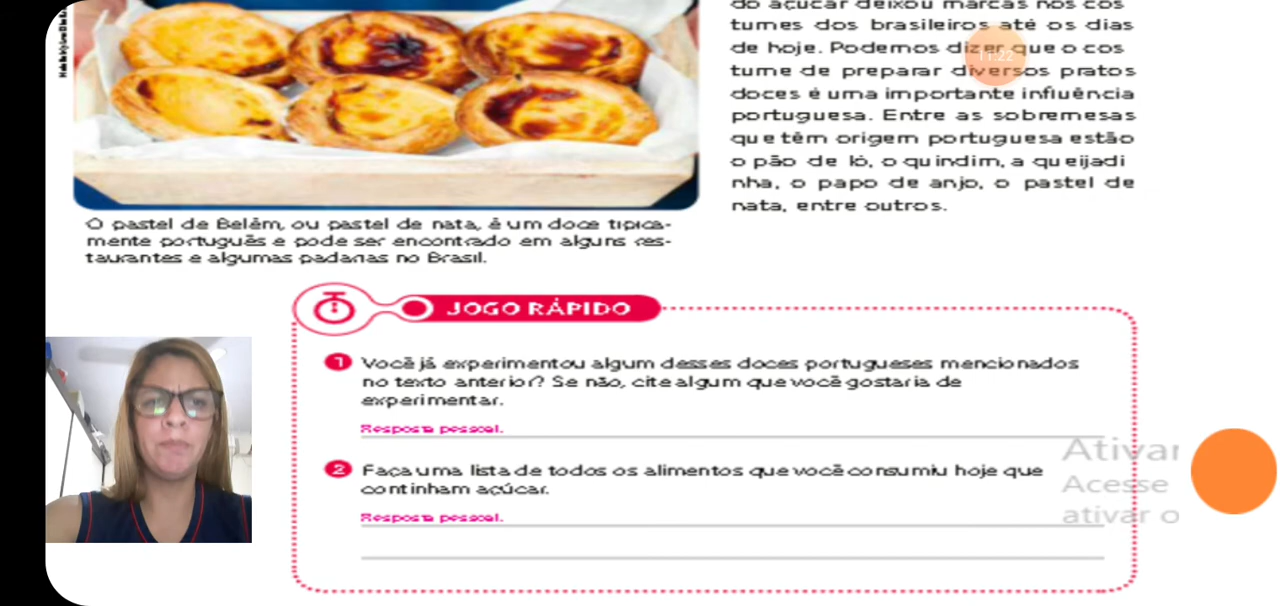 do açúcar deixou marcas nos cos
tumes dos brasileiros até os dias
de hoje. Podemos dizer que o cos
tume de preparar diversos pratos
doces é uma importante influência
portuguesa. Entre as sobremesas
que têm origem portuguesa estão
o pão de ló, o quindim, a queijadi
nha, o papo de anjo, o pastel de
nata, entre outros.
11:22
O pastel de Belém, ou pastel de nata, é um doce tipica-
mente português e pode ser encontrado em alguns res-
taurantes e algumas padarias no Brasil.
JOGO RÁPIDO
1 Você já experimentou algum desses doces portugueses mencionados
no texto anterior? Se não, cite algum que você gostaria de
experimentar.
Resposta pessoal.
2 Faça uma lista de todos os alimentos que você consumiu hoje que
continham açúcar.
Resposta pessoal.
Ativar
Acesse
ativar o